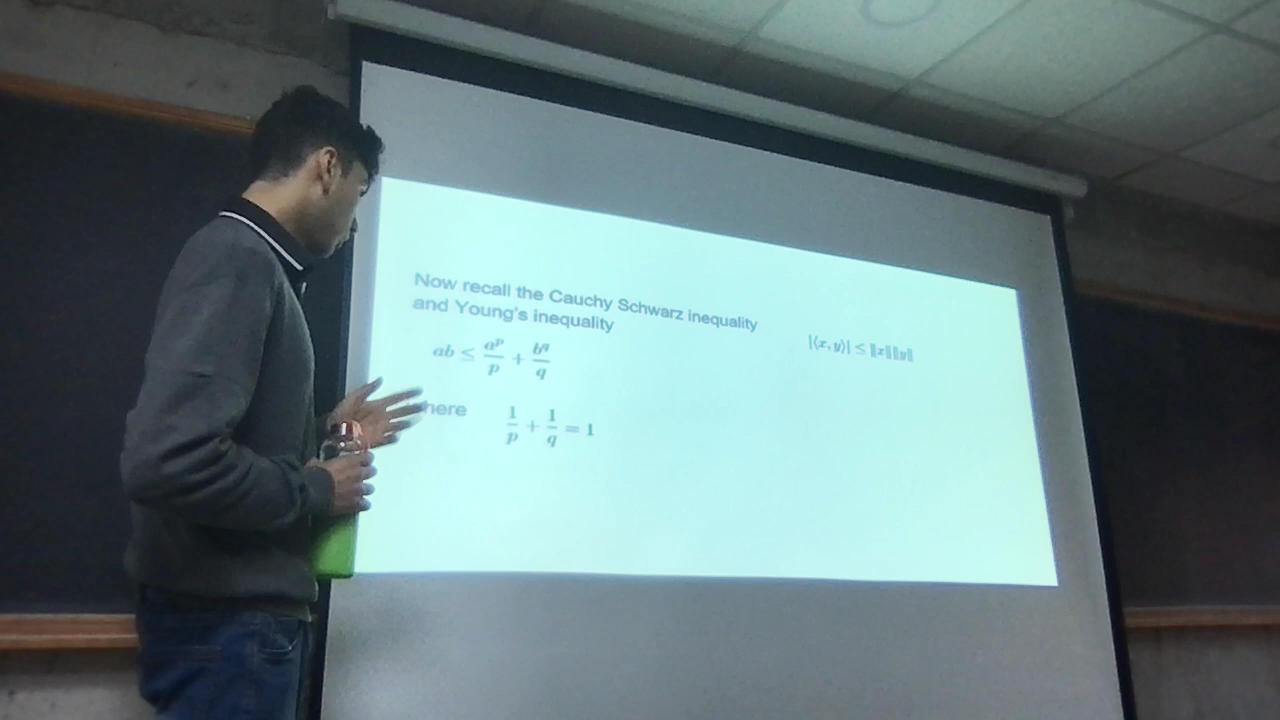 Now recall the Cauchy Schwarz inequality
and Young's inequality
|⟨x, y⟩| ≤ ‖x‖‖y‖
ab ≤ a^p/p + b^q/q
here
1/p + 1/q = 1